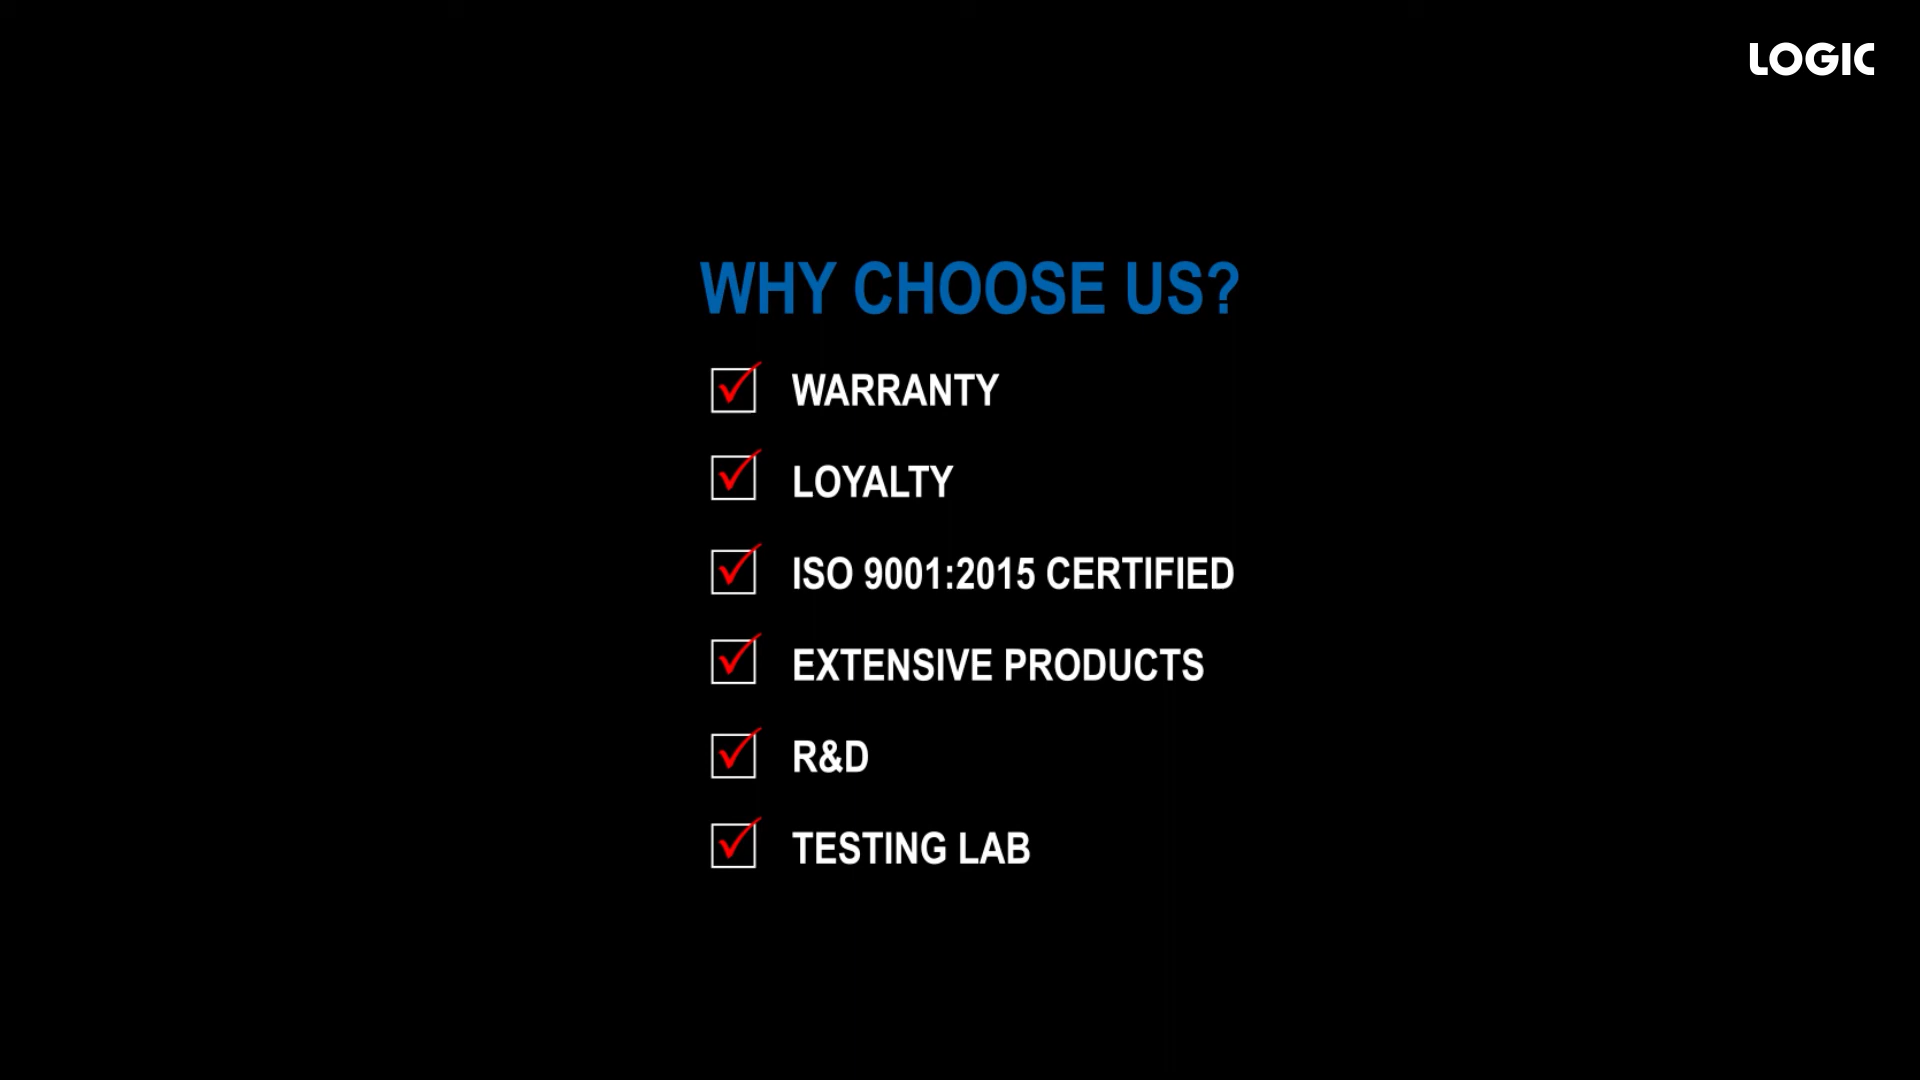 LOGIC
WHY CHOOSE US?
WARRANTY
LOYALTY
ISO 9001:2015 CERTIFIED
EXTENSIVE PRODUCTS
R&D
TESTING LAB